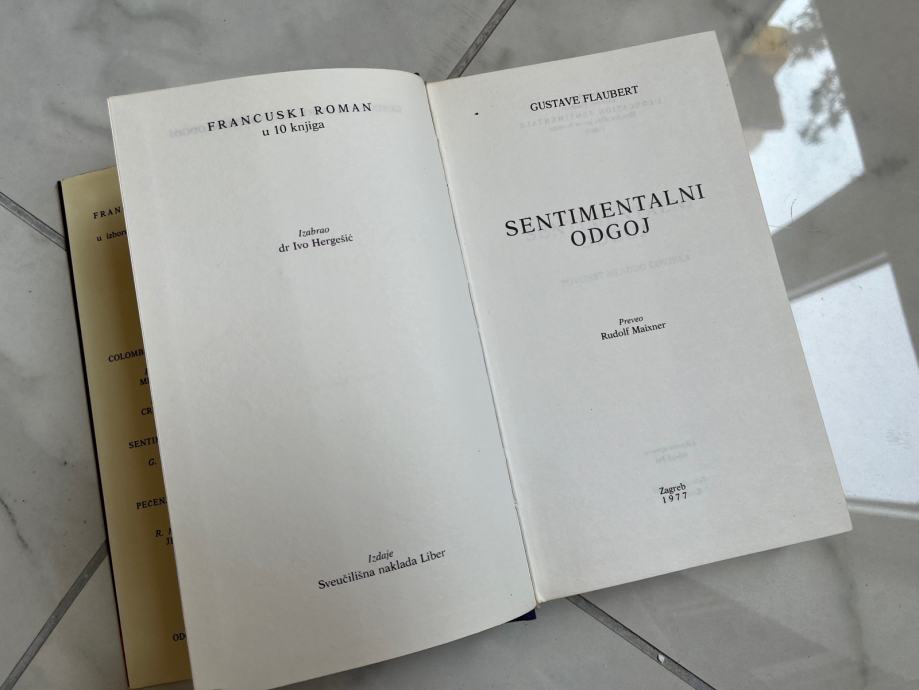 FRANCUSKI ROMAN
u 10 knjiga
Izabrao
dr Ivo Hergešić
Izdaje
Sveučilišna naklada Liber
GUSTAVE FLAUBERT
SENTIMENTALNI
ODGOJ
Preveo
Rudolf Maixner
Zagreb
1977
u
G.
R.